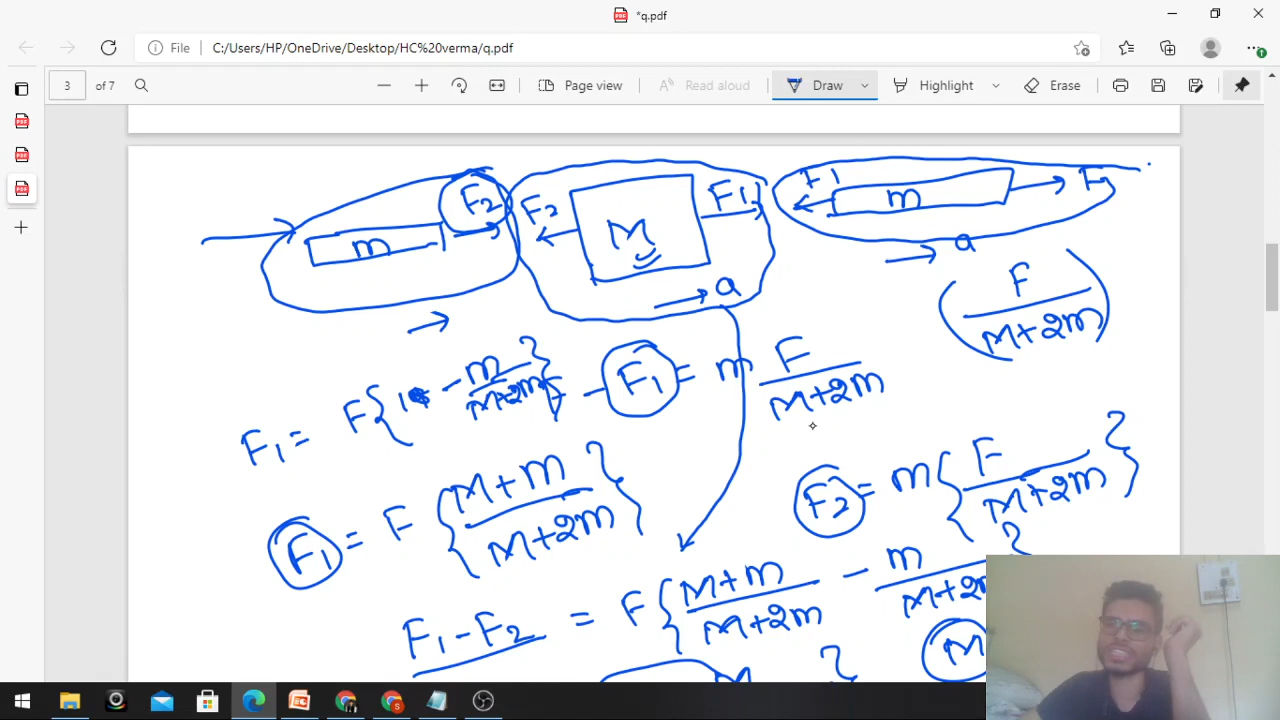 *q.pdf
File C:/Users/HP/OneDrive/Desktop/HC%20verma/q.pdf
3 of 7 Page view Read aloud Draw Highlight Erase
m F2
F2 M F1
a
F1 m F
a
F/(M+2m)
F1 = F{1 - m/(M+2m)}
F - F1 = m F/(M+2m)
F1 = F{(M+m)/(M+2m)}
F2 = m{F/(M+2m)}
F1-F2 = F{(M+m)/(M+2m) - m/(M+2m
M
M